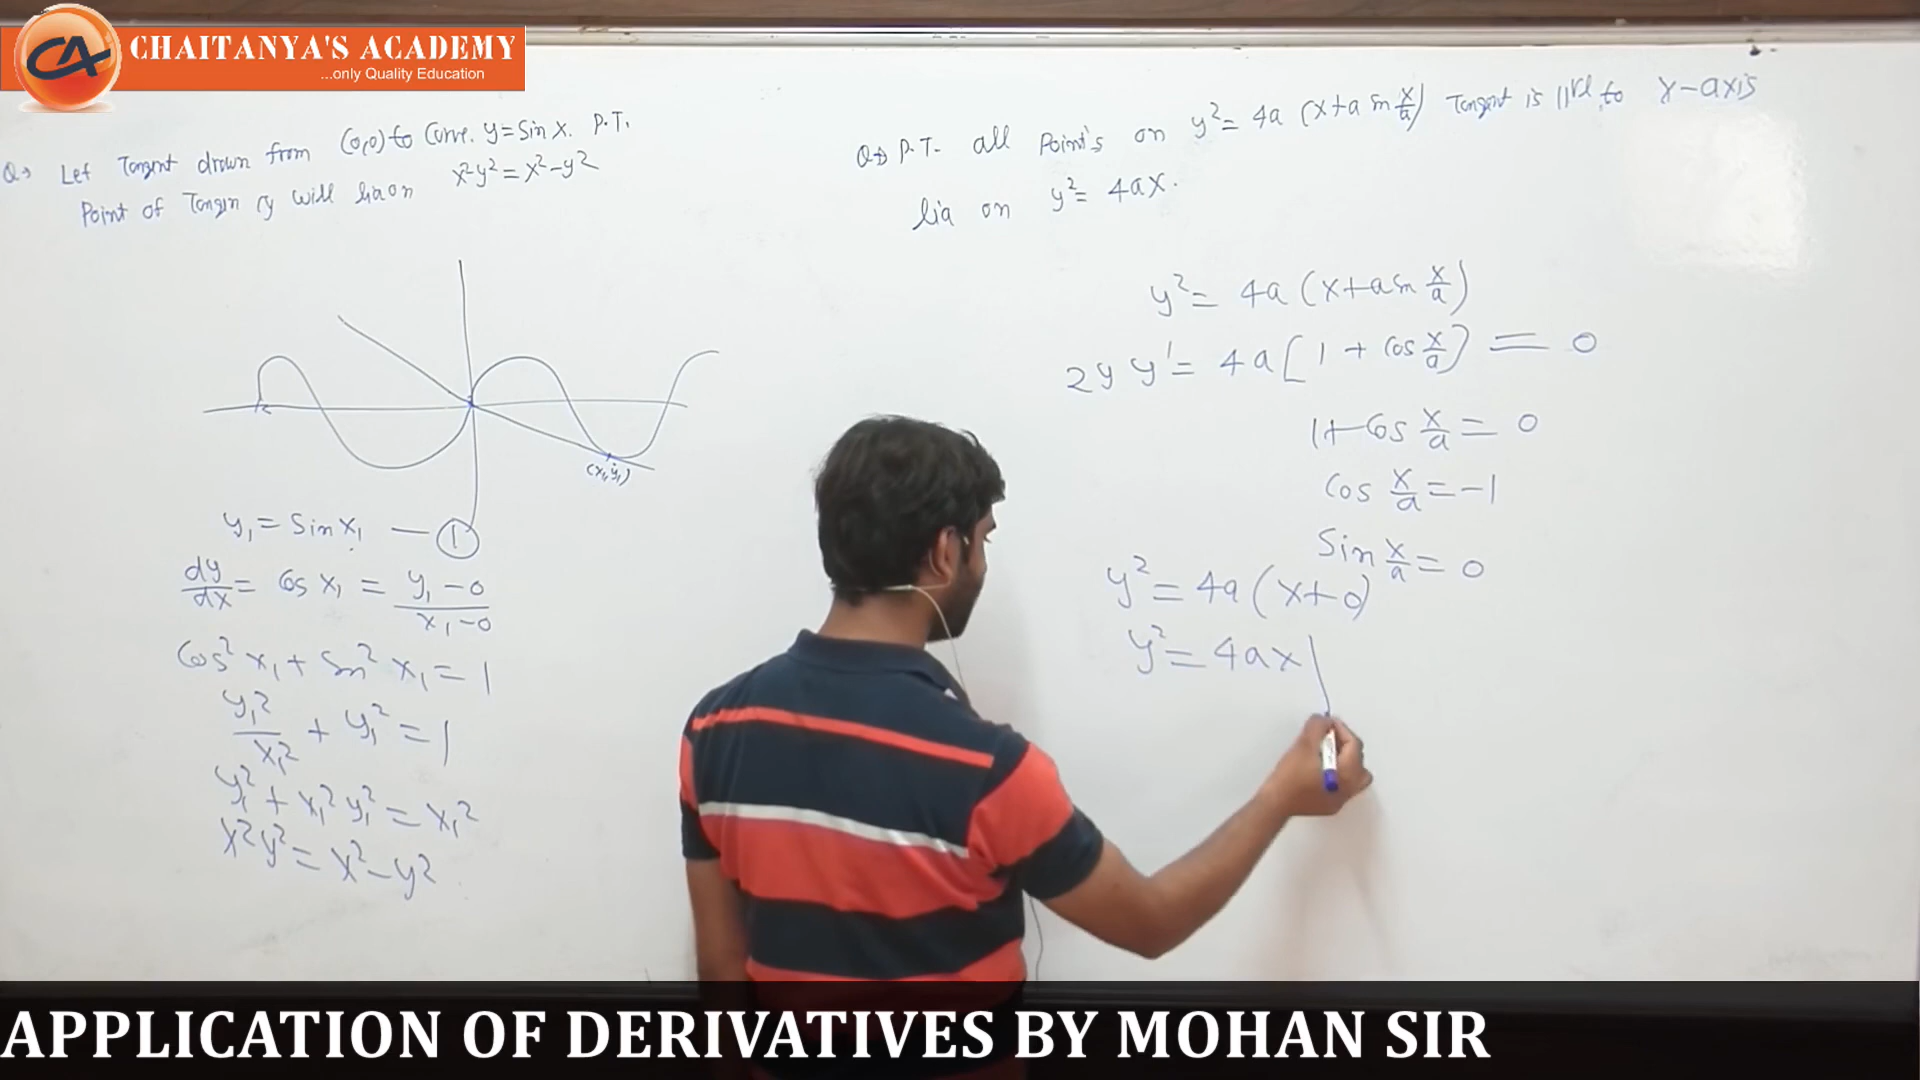 CHAITANYA'S ACADEMY
...only Quality Education
Q→ Let Tangent drawn from (0,0) to Curve. y=Sin x. P.T.
Point of Tangency will lia on x²y² = x²-y²
(x₁,y₁)
y₁ = Sin x₁ — ①
dy/dx = Cos x₁ = (y₁-0)/(x₁-0)
Cos² x₁ + Sin² x₁ = 1
y₁²/x₁² + y₁² = 1
y₁² + x₁² y₁² = x₁²
x²y² = x²-y²
Q→ P.T. all Point's on y² = 4a (x+a sin x/a) Tangent is ||rd to x-axis
lia on y² = 4ax.
y² = 4a (x+a sin x/a)
2y y' = 4a [1 + cos x/a] = 0
1+Cos x/a = 0
Cos x/a = -1
Sin x/a = 0
y² = 4a (x+0)
y² = 4ax
APPLICATION OF DERIVATIVES BY MOHAN SIR